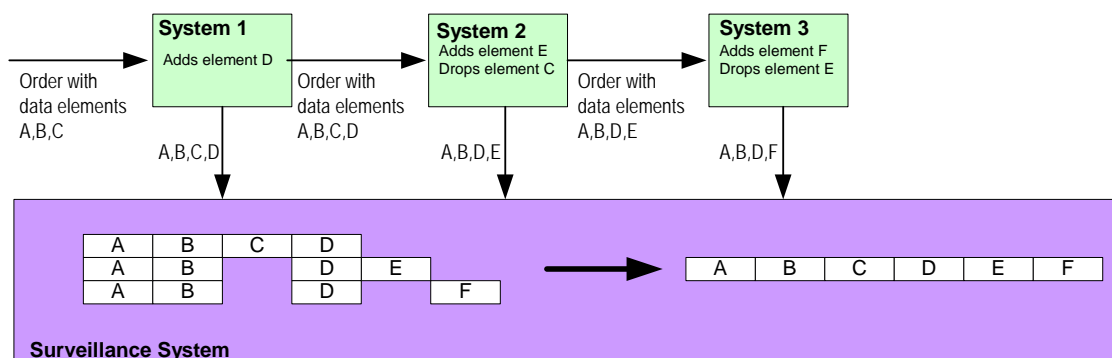 System 1
Adds element D
System 2
Adds element E
Drops element C
System 3
Adds element F
Drops element E
Order with
data elements
A,B,C
Order with
data elements
A,B,C,D
Order with
data elements
A,B,D,E
A,B,C,D
A,B,D,E
A,B,D,F
A B C D
A B D E
A B D F
A B C D E F
Surveillance System